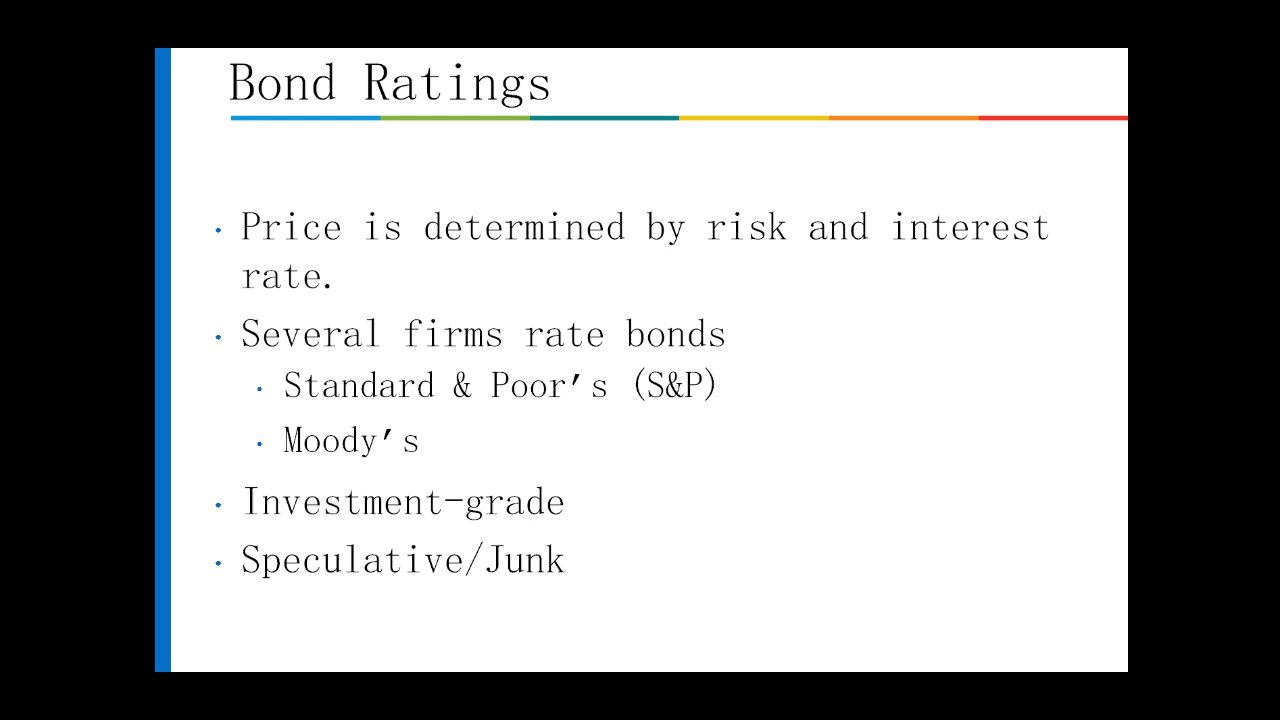 Bond Ratings
Price is determined by risk and interest
rate.
Several firms rate bonds
Standard & Poor's (S&P)
Moody's
Investment-grade
Speculative/Junk